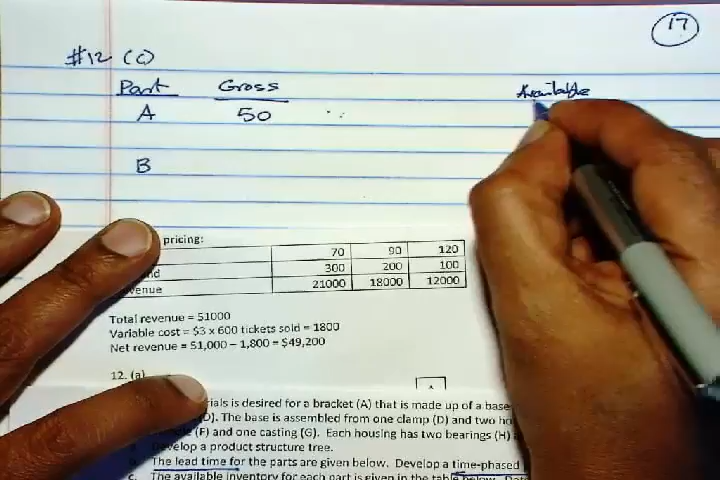 17
#12 (c)
Part Gross Available
A 50
B
pricing:
70 90 120
nd 300 200 100
venue 21000 18000 12000
Total revenue = 51000
Variable cost = $3 x 600 tickets sold = 1800
Net revenue = 51,000 – 1,800 = $49,200
12. (a)
A
rials is desired for a bracket (A) that is made up of a base
(D). The base is assembled from one clamp (D) and two ho
(F) and one casting (G). Each housing has two bearings (H)
Develop a product structure tree.
The lead time for the parts are given below. Develop a time-phased
c. The available inventory for each part is given in the table below.